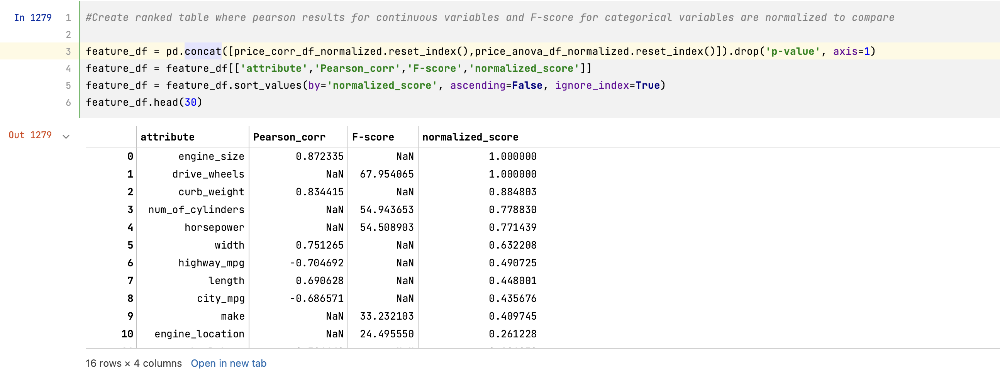 In 1279 1 #Create ranked table where pearson results for continuous variables and F-score for categorical variables are normalized to compare
2
3 feature_df = pd.concat([price_corr_df_normalized.reset_index(),price_anova_df_normalized.reset_index()]).drop('p-value', axis=1)
4 feature_df = feature_df[['attribute','Pearson_corr','F-score','normalized_score']]
5 feature_df = feature_df.sort_values(by='normalized_score', ascending=False, ignore_index=True)
6 feature_df.head(30)
Out 1279 attribute Pearson_corr F-score normalized_score
0 engine_size 0.872335 NaN 1.000000
1 drive_wheels NaN 67.954065 1.000000
2 curb_weight 0.834415 NaN 0.884803
3 num_of_cylinders NaN 54.943653 0.778830
4 horsepower NaN 54.508903 0.771439
5 width 0.751265 NaN 0.632208
6 highway_mpg -0.704692 NaN 0.490725
7 length 0.690628 NaN 0.448001
8 city_mpg -0.686571 NaN 0.435676
9 make NaN 33.232103 0.409745
10 engine_location NaN 24.495550 0.261228
16 rows × 4 columns Open in new tab